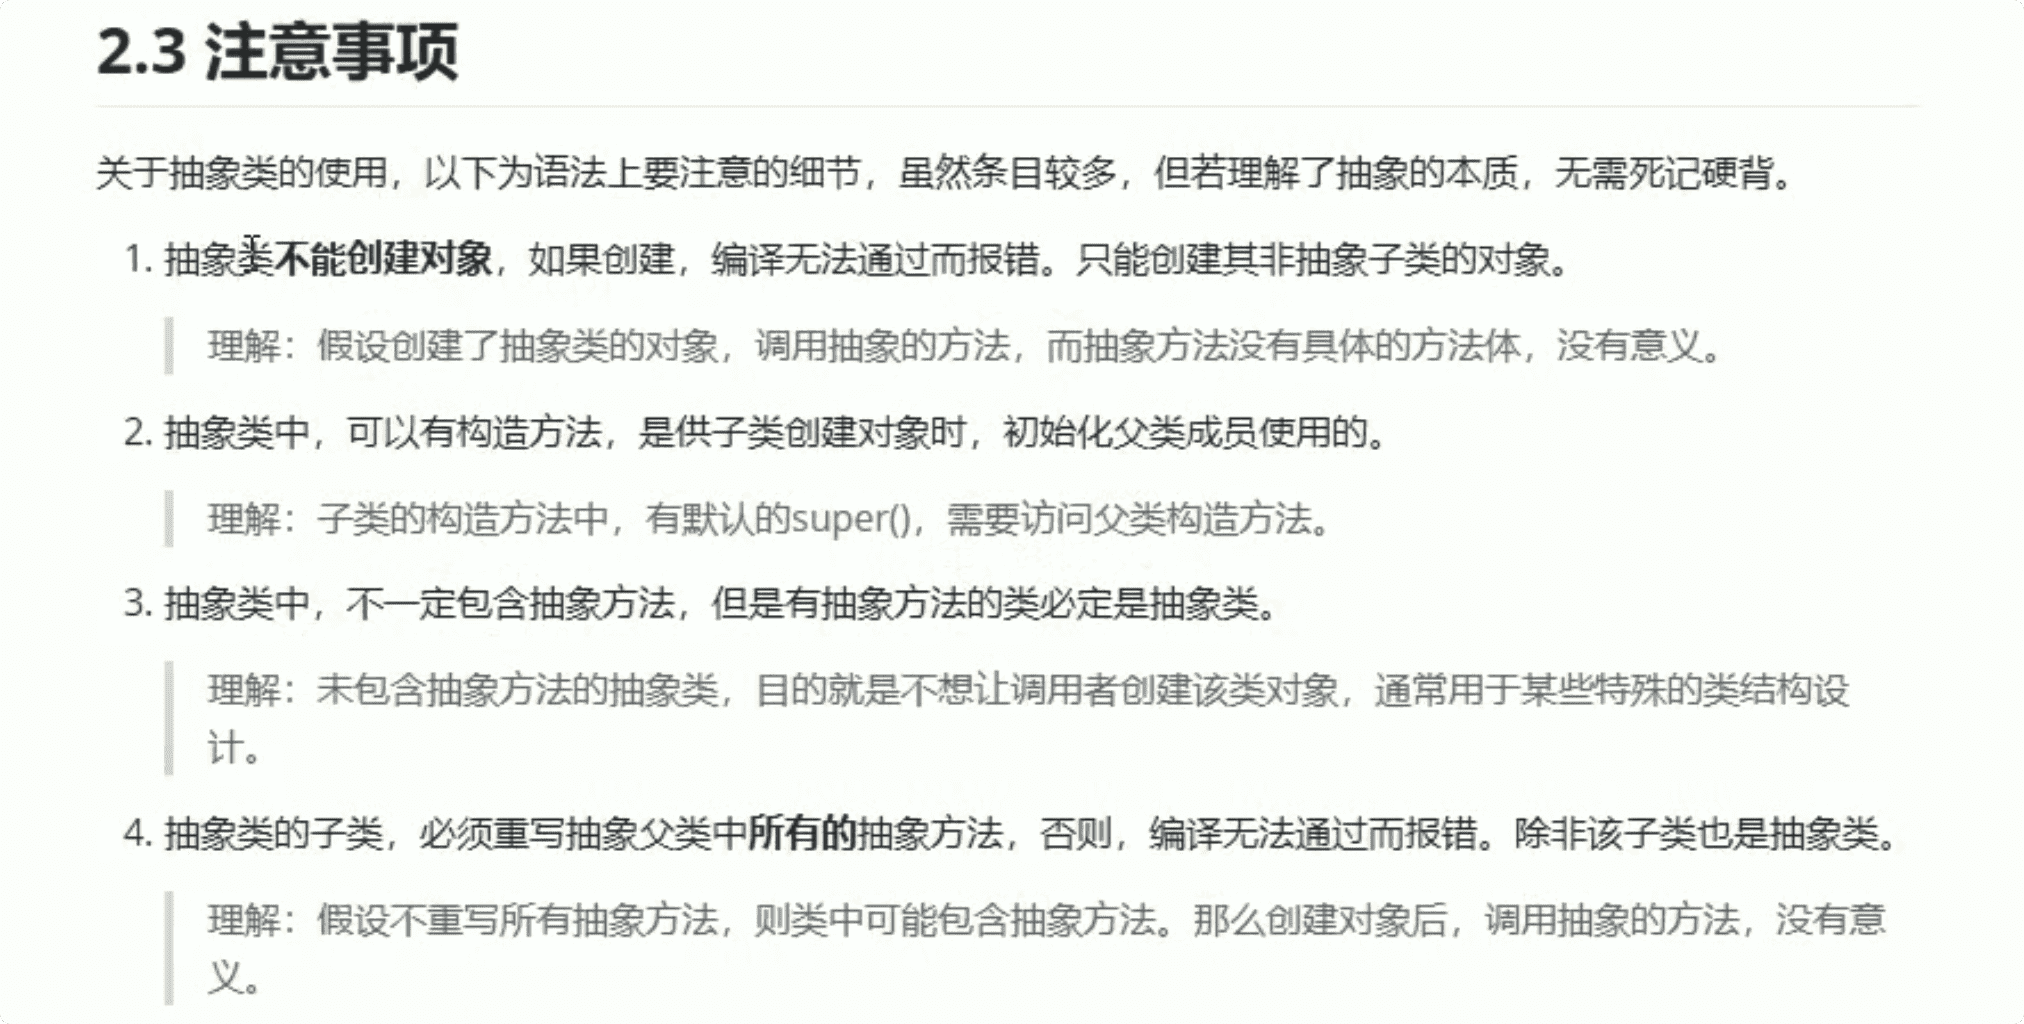 2.3 注意事项
关于抽象类的使用，以下为语法上要注意的细节，虽然条目较多，但若理解了抽象的本质，无需死记硬背。
1. 抽象类不能创建对象，如果创建，编译无法通过而报错。只能创建其非抽象子类的对象。
理解：假设创建了抽象类的对象，调用抽象的方法，而抽象方法没有具体的方法体，没有意义。
2. 抽象类中，可以有构造方法，是供子类创建对象时，初始化父类成员使用的。
理解：子类的构造方法中，有默认的super()，需要访问父类构造方法。
3. 抽象类中，不一定包含抽象方法，但是有抽象方法的类必定是抽象类。
理解：未包含抽象方法的抽象类，目的就是不想让调用者创建该类对象，通常用于某些特殊的类结构设
计。
4. 抽象类的子类，必须重写抽象父类中所有的抽象方法，否则，编译无法通过而报错。除非该子类也是抽象类。
理解：假设不重写所有抽象方法，则类中可能包含抽象方法。那么创建对象后，调用抽象的方法，没有意
义。